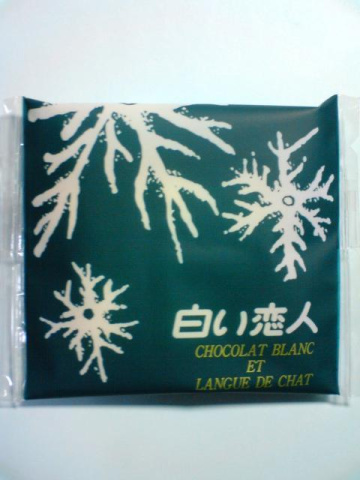 白い恋人
CHOCOLAT BLANC
ET
LANGUE DE CHAT